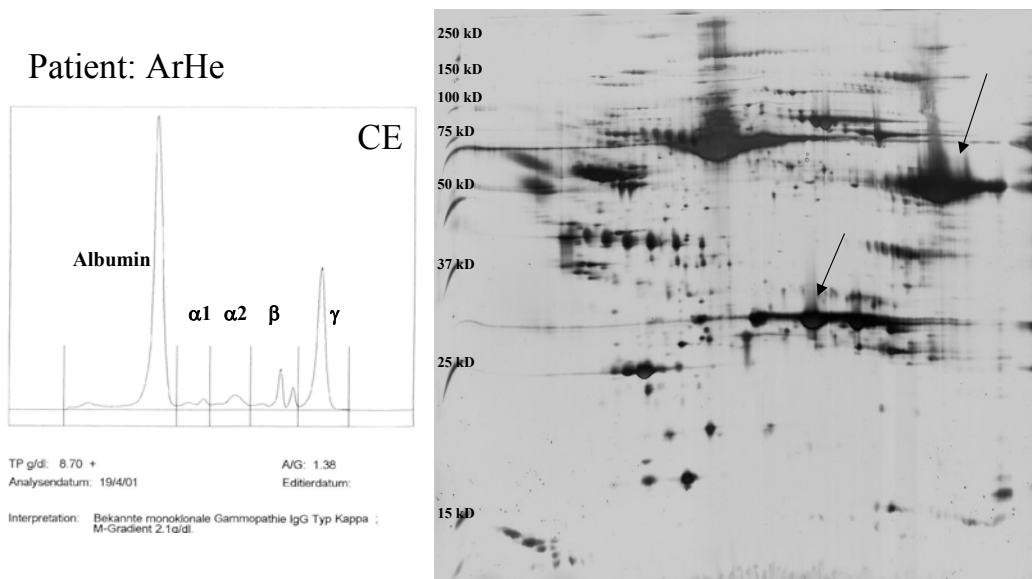 Patient: ArHe
CE
Albumin
α1
α2
β
γ
TP g/dl: 8.70 +
A/G: 1.38
Analysendatum: 19/4/01
Editierdatum:
Interpretation: Bekannte monoklonale Gammopathie IgG Typ Kappa ;
M-Gradient 2.1g/dl.
250 kD
150 kD
100 kD
75 kD
50 kD
37 kD
25 kD
15 kD